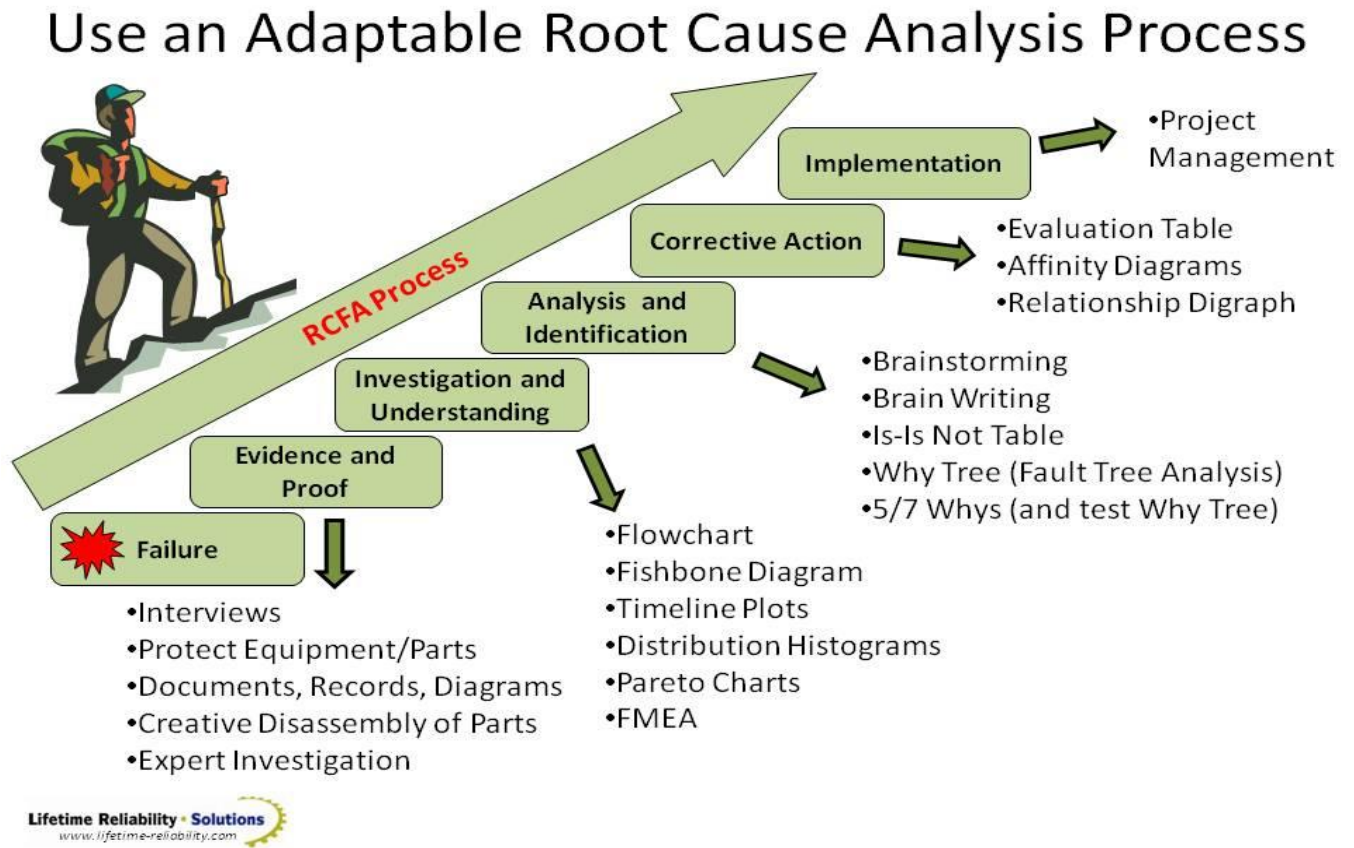 Use an Adaptable Root Cause Analysis Process
RCFA Process
Failure
Evidence and
Proof
•Interviews
•Protect Equipment/Parts
•Documents, Records, Diagrams
•Creative Disassembly of Parts
•Expert Investigation
Investigation and
Understanding
•Flowchart
•Fishbone Diagram
•Timeline Plots
•Distribution Histograms
•Pareto Charts
•FMEA
Analysis and
Identification
•Brainstorming
•Brain Writing
•Is-Is Not Table
•Why Tree (Fault Tree Analysis)
•5/7 Whys (and test Why Tree)
Corrective Action
•Evaluation Table
•Affinity Diagrams
•Relationship Digraph
Implementation
•Project
Management
Lifetime Reliability • Solutions
www.lifetime-reliability.com